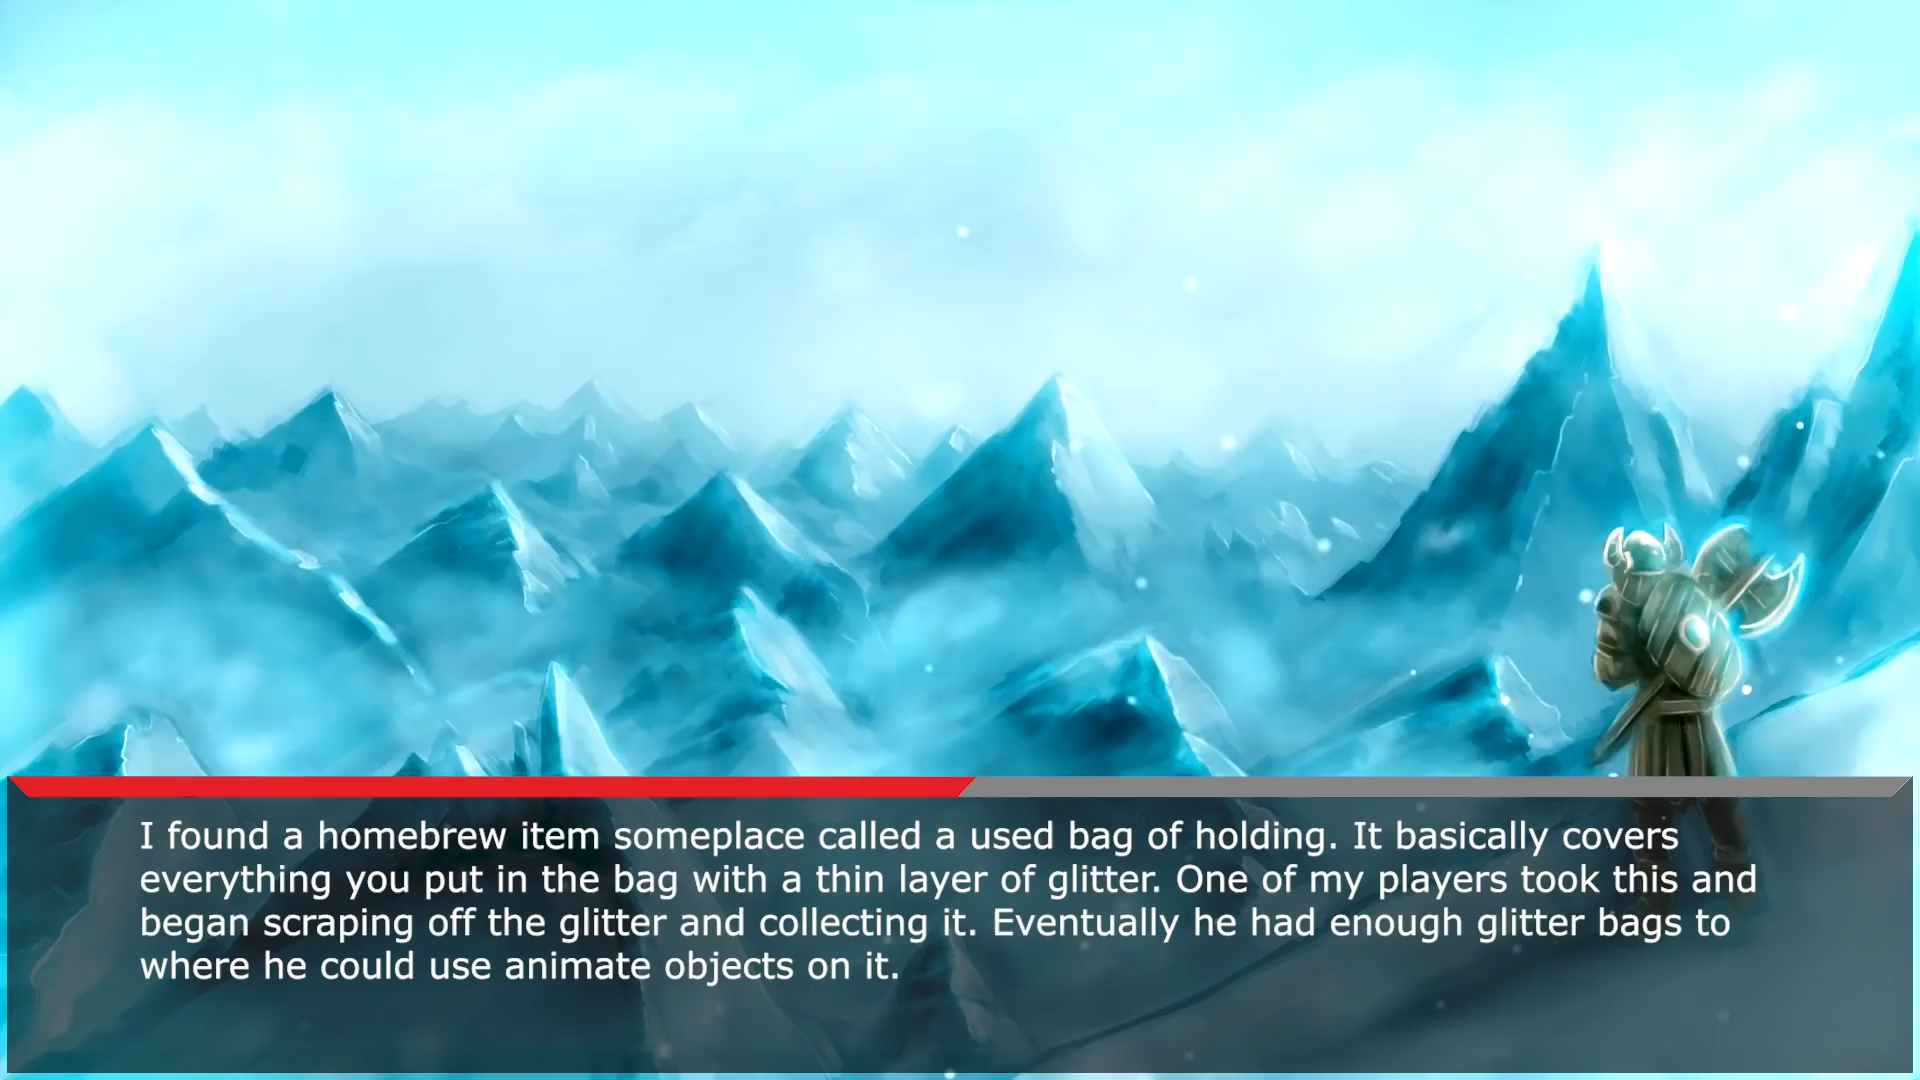 I found a homebrew item someplace called a used bag of holding. It basically covers
everything you put in the bag with a thin layer of glitter. One of my players took this and
began scraping off the glitter and collecting it. Eventually he had enough glitter bags to
where he could use animate objects on it.